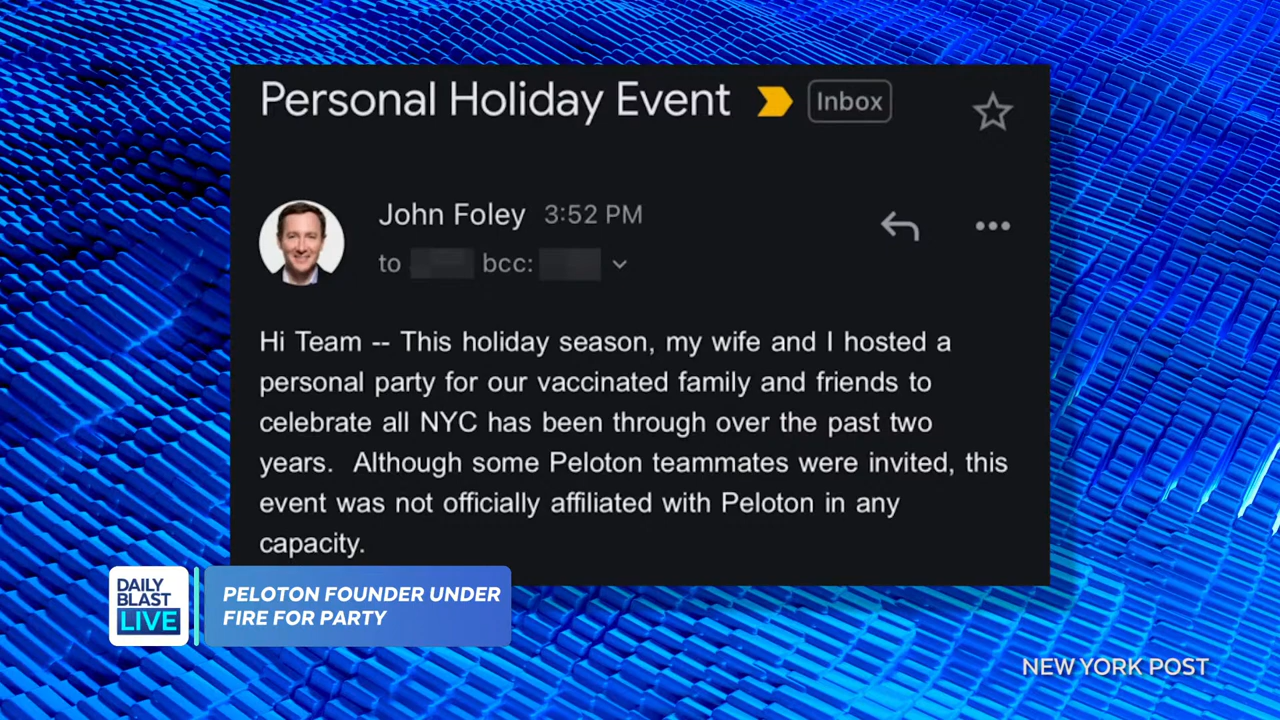 Personal Holiday Event Inbox
John Foley 3:52 PM
to bcc:
Hi Team -- This holiday season, my wife and I hosted a
personal party for our vaccinated family and friends to
celebrate all NYC has been through over the past two
years.  Although some Peloton teammates were invited, this
event was not officially affiliated with Peloton in any
capacity.
DAILY
BLAST
LIVE
PELOTON FOUNDER UNDER
FIRE FOR PARTY
NEW YORK POST